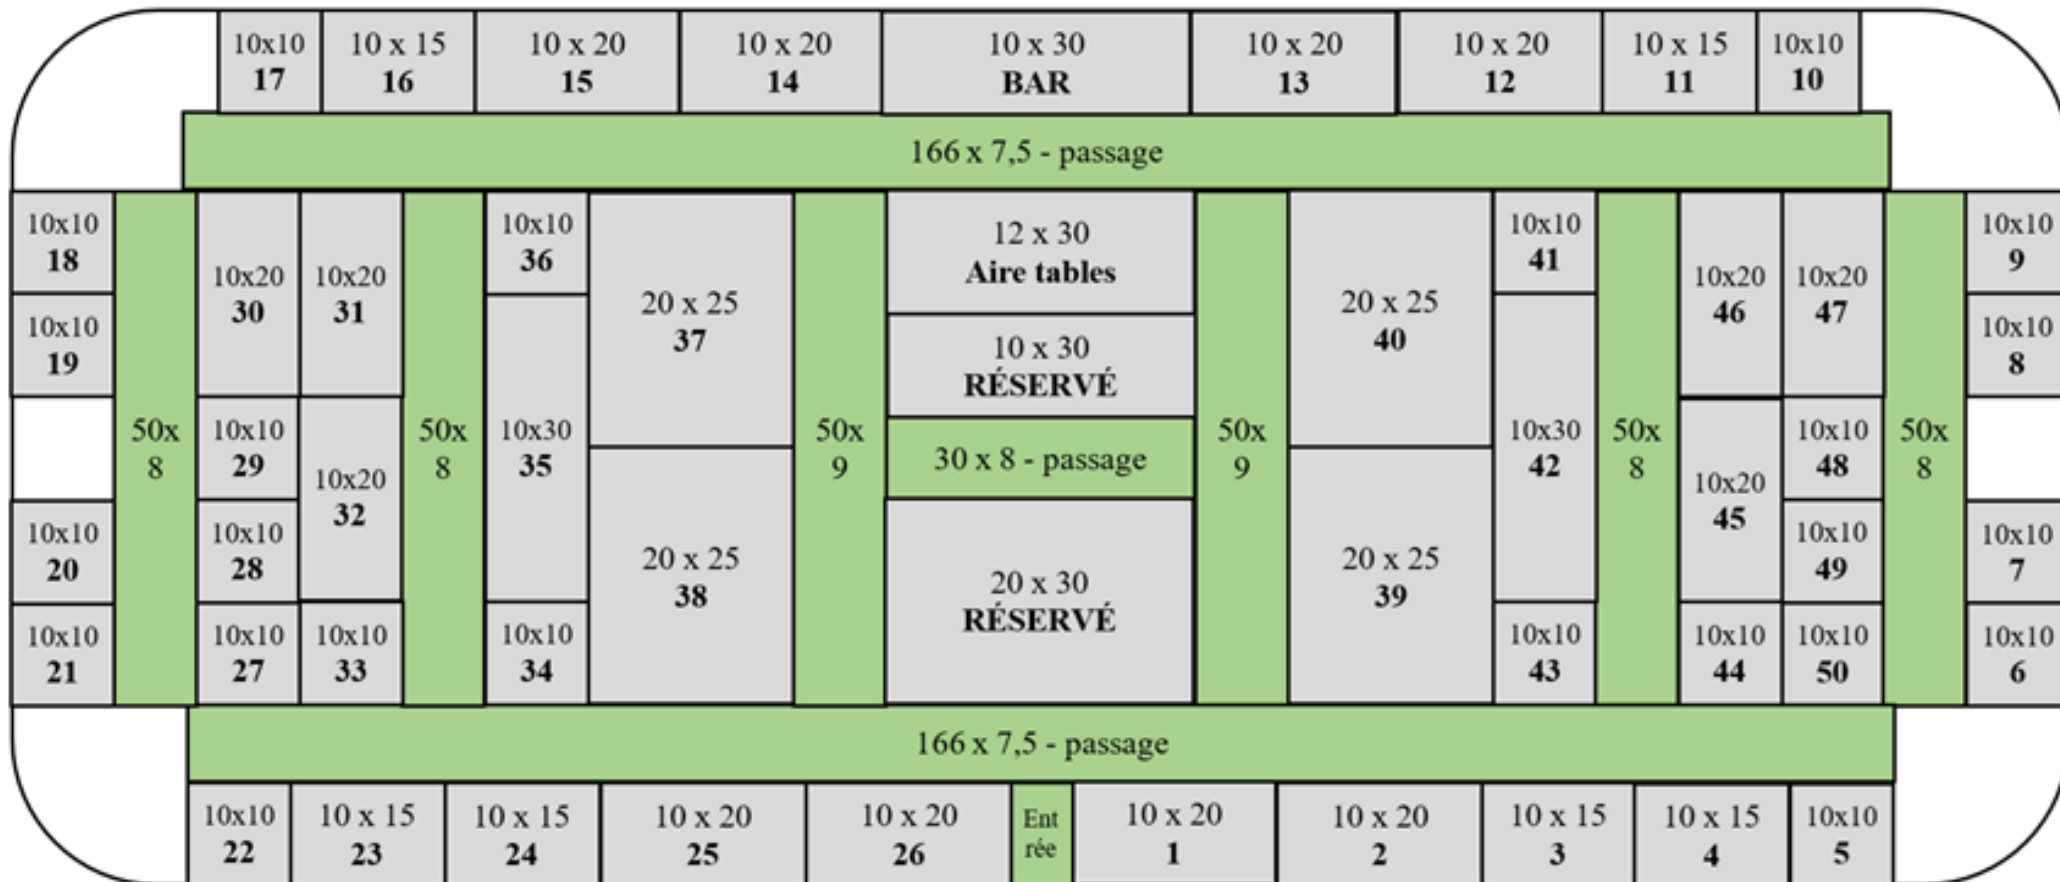 10x10
17
10 x 15
16
10 x 20
15
10 x 20
14
10 x 30
BAR
10 x 20
13
10 x 20
12
10 x 15
11
10x10
10
166 x 7,5 - passage
10x10
18
10x10
19
10x10
20
10x10
21
50x
8
10x20
30
10x10
29
10x10
28
10x10
27
10x20
31
10x20
32
10x10
33
50x
8
10x10
36
10x30
35
10x10
34
20 x 25
37
20 x 25
38
50x
9
12 x 30
Aire tables
10 x 30
RÉSERVÉ
30 x 8 - passage
20 x 30
RÉSERVÉ
50x
9
20 x 25
40
20 x 25
39
10x10
41
10x30
42
10x10
43
50x
8
10x20
46
10x20
45
10x10
44
10x20
47
10x10
48
10x10
49
10x10
50
50x
8
10x10
9
10x10
8
10x10
7
10x10
6
166 x 7,5 - passage
10x10
22
10 x 15
23
10 x 15
24
10 x 20
25
10 x 20
26
Ent
rée
10 x 20
1
10 x 20
2
10 x 15
3
10 x 15
4
10x10
5